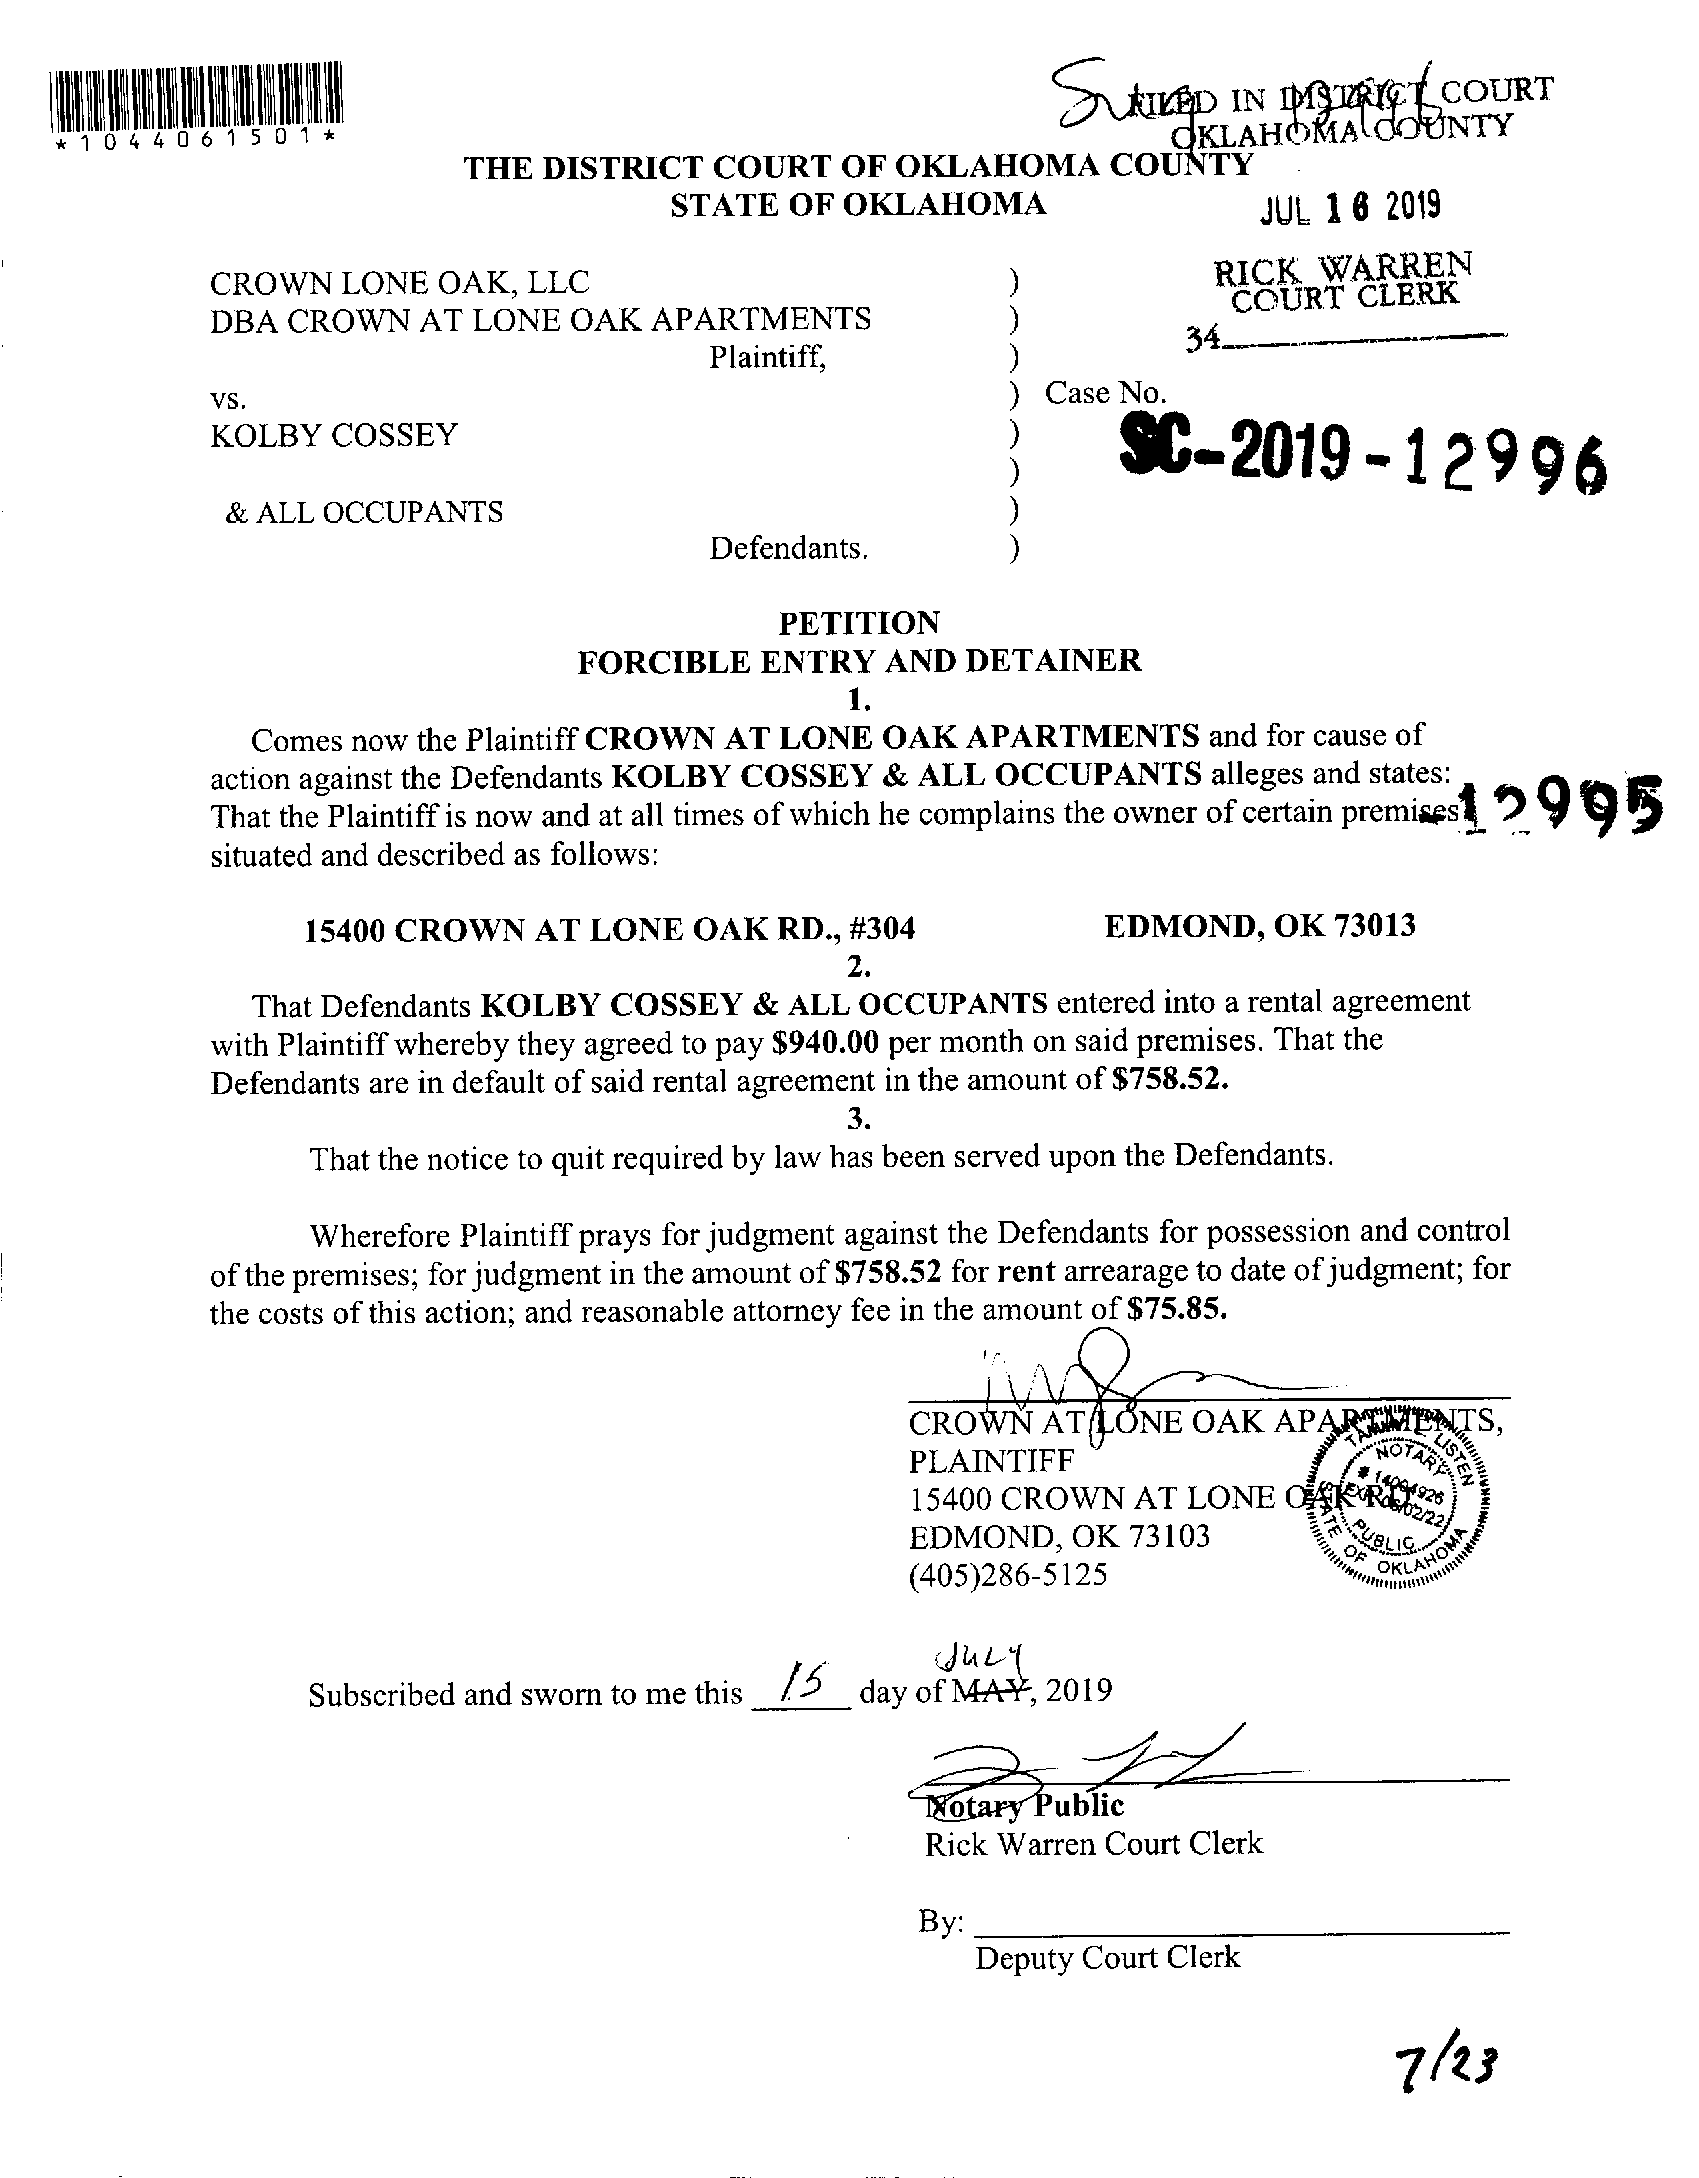 *1044061501*
FILED IN DISTRICT COURT
OKLAHOMA COUNTY
THE DISTRICT COURT OF OKLAHOMA COUNTY
STATE OF OKLAHOMA
JUL 16 2019
RICK WARREN
COURT CLERK
34
CROWN LONE OAK, LLC )
DBA CROWN AT LONE OAK APARTMENTS )
Plaintiff, )
vs. ) Case No.
KOLBY COSSEY )
SC-2019-12996
)
& ALL OCCUPANTS )
Defendants. )
PETITION
FORCIBLE ENTRY AND DETAINER
1.
Comes now the Plaintiff CROWN AT LONE OAK APARTMENTS and for cause of
action against the Defendants KOLBY COSSEY & ALL OCCUPANTS alleges and states:
That the Plaintiff is now and at all times of which he complains the owner of certain premises
12995
situated and described as follows:
15400 CROWN AT LONE OAK RD., #304 EDMOND, OK 73013
2.
That Defendants KOLBY COSSEY & ALL OCCUPANTS entered into a rental agreement
with Plaintiff whereby they agreed to pay $940.00 per month on said premises. That the
Defendants are in default of said rental agreement in the amount of $758.52.
3.
That the notice to quit required by law has been served upon the Defendants.
Wherefore Plaintiff prays for judgment against the Defendants for possession and control
of the premises; for judgment in the amount of $758.52 for rent arrearage to date of judgment; for
the costs of this action; and reasonable attorney fee in the amount of $75.85.
CROWN AT LONE OAK APARTMENTS,
PLAINTIFF
15400 CROWN AT LONE OAK RD.
EDMOND, OK 73103
(405)286-5125
LISTEN
NOTARY
# 14004926
EXP. 06/02/22
PUBLIC
STATE OF OKLAHOMA
JULY
Subscribed and sworn to me this 15 day of MAY, 2019
Notary Public
Rick Warren Court Clerk
By:
Deputy Court Clerk
7/23